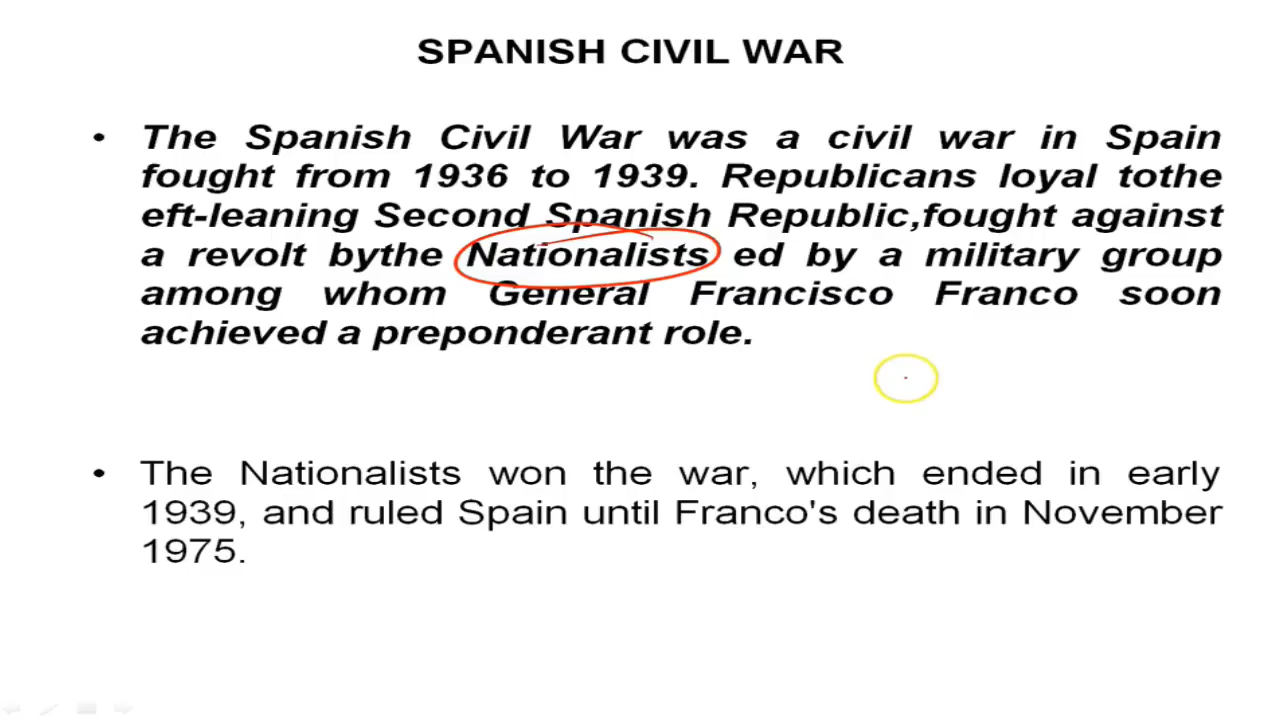 SPANISH CIVIL WAR
• The Spanish Civil War was a civil war in Spain
fought from 1936 to 1939. Republicans loyal tothe
eft-leaning Second Spanish Republic,fought against
a revolt bythe Nationalists ed by a military group
among whom General Francisco Franco soon
achieved a preponderant role.
• The Nationalists won the war, which ended in early
1939, and ruled Spain until Franco's death in November
1975.